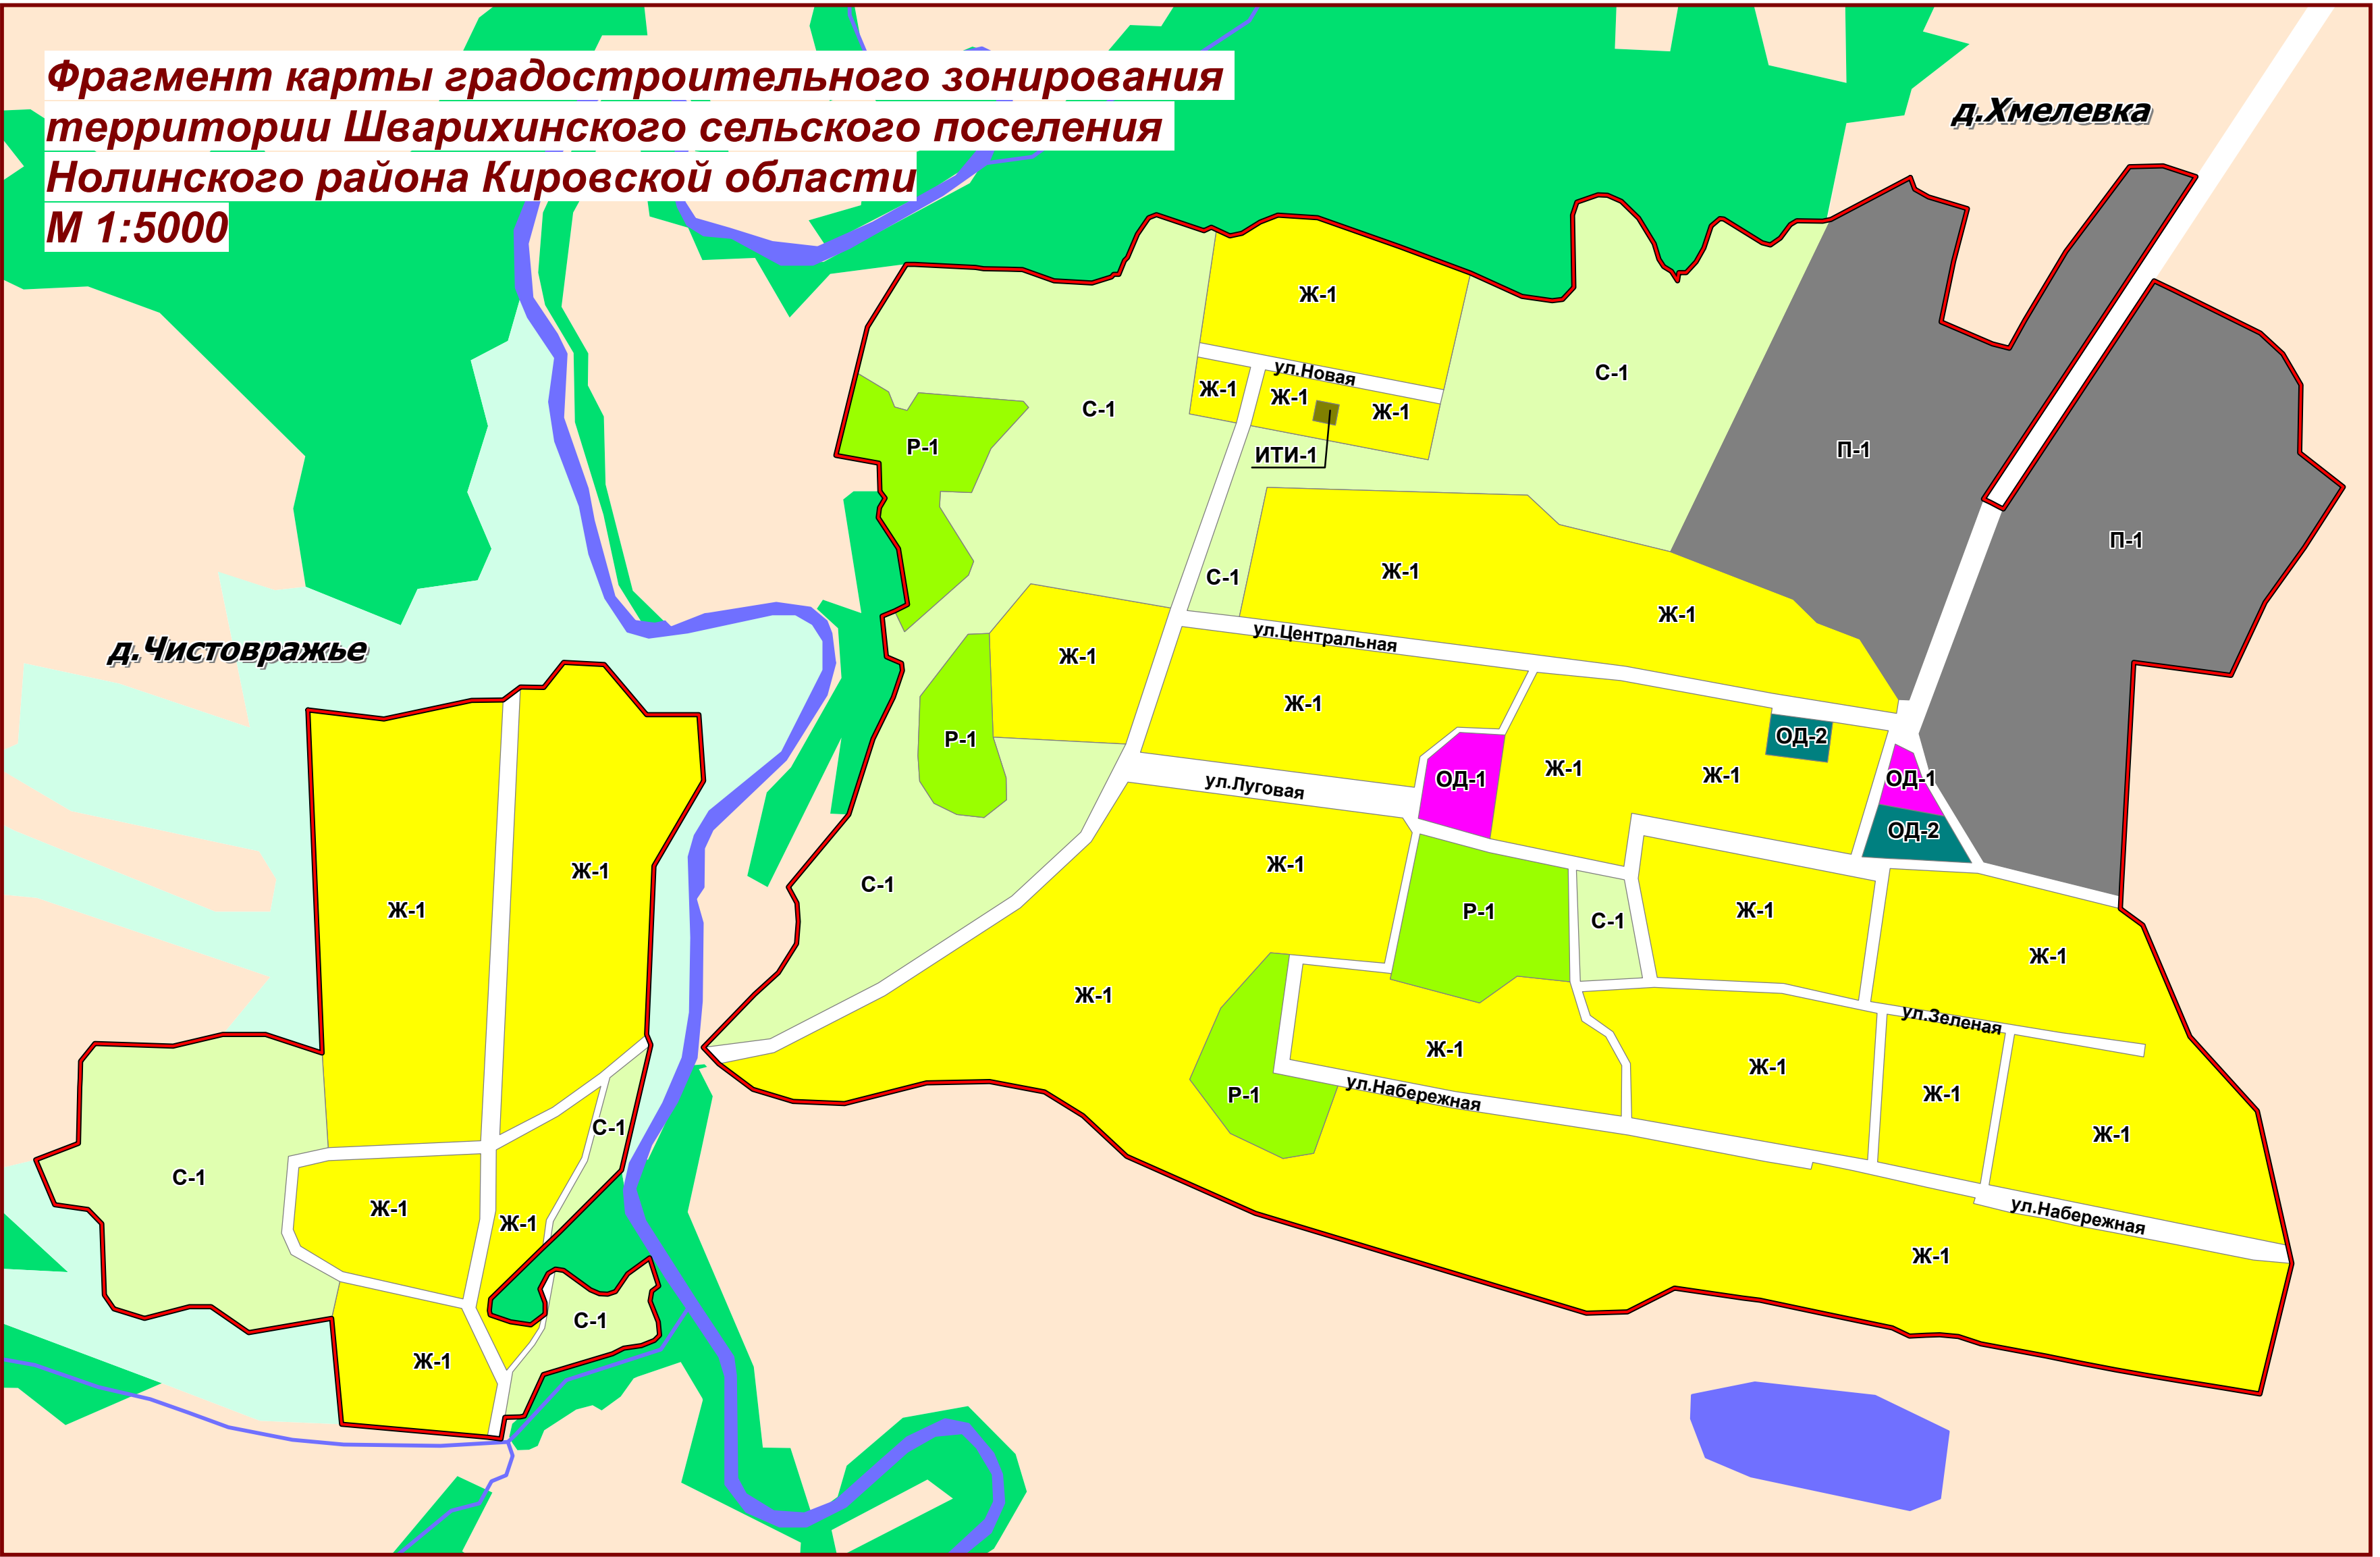 Фрагмент карты градостроительного зонирования
территории Шварихинского сельского поселения
Нолинского района Кировской области
М 1:5000
д.Хмелевка
д.Чистовражье
Ж-1
ул.Новая
Ж-1
Ж-1
Ж-1
ИТИ-1
С-1
С-1
Р-1
П-1
П-1
С-1
Ж-1
Ж-1
ул.Центральная
Ж-1
Ж-1
Р-1
ОД-2
ул.Луговая
ОД-1
Ж-1
Ж-1
ОД-1
ОД-2
С-1
Ж-1
Р-1
С-1
Ж-1
Ж-1
Ж-1
ул.Зеленая
Р-1
Ж-1
ул.Набережная
Ж-1
Ж-1
Ж-1
ул.Набережная
Ж-1
Ж-1
Ж-1
С-1
С-1
Ж-1
Ж-1
С-1
Ж-1